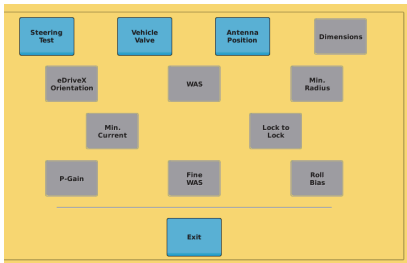 Steering
Test
Vehicle
Valve
Antenna
Position
Dimensions
eDriveX
Orientation
WAS
Min.
Radius
Min.
Current
Lock to
Lock
P-Gain
Fine
WAS
Roll
Bias
Exit